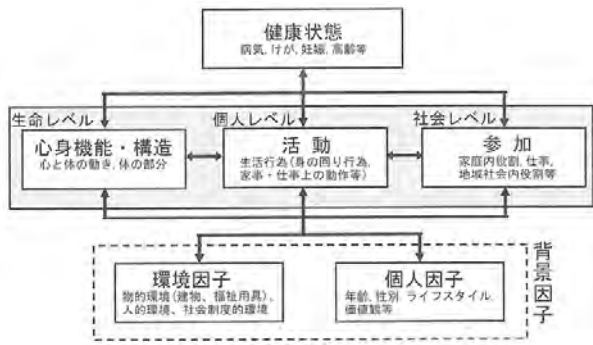 健康状態
病気、けが、妊娠、高齢等
生命レベル
個人レベル
社会レベル
心身機能・構造
心と体の動き、体の部分
活動
生活行為(身の回り行為、
家事・仕事上の動作等)
参加
家庭内役割、仕事、
地域社会内役割等
背景因子
環境因子
物的環境(建物、福祉用具)、
人的環境、社会制度的環境
個人因子
年齢、性別、ライフスタイル、
価値観等